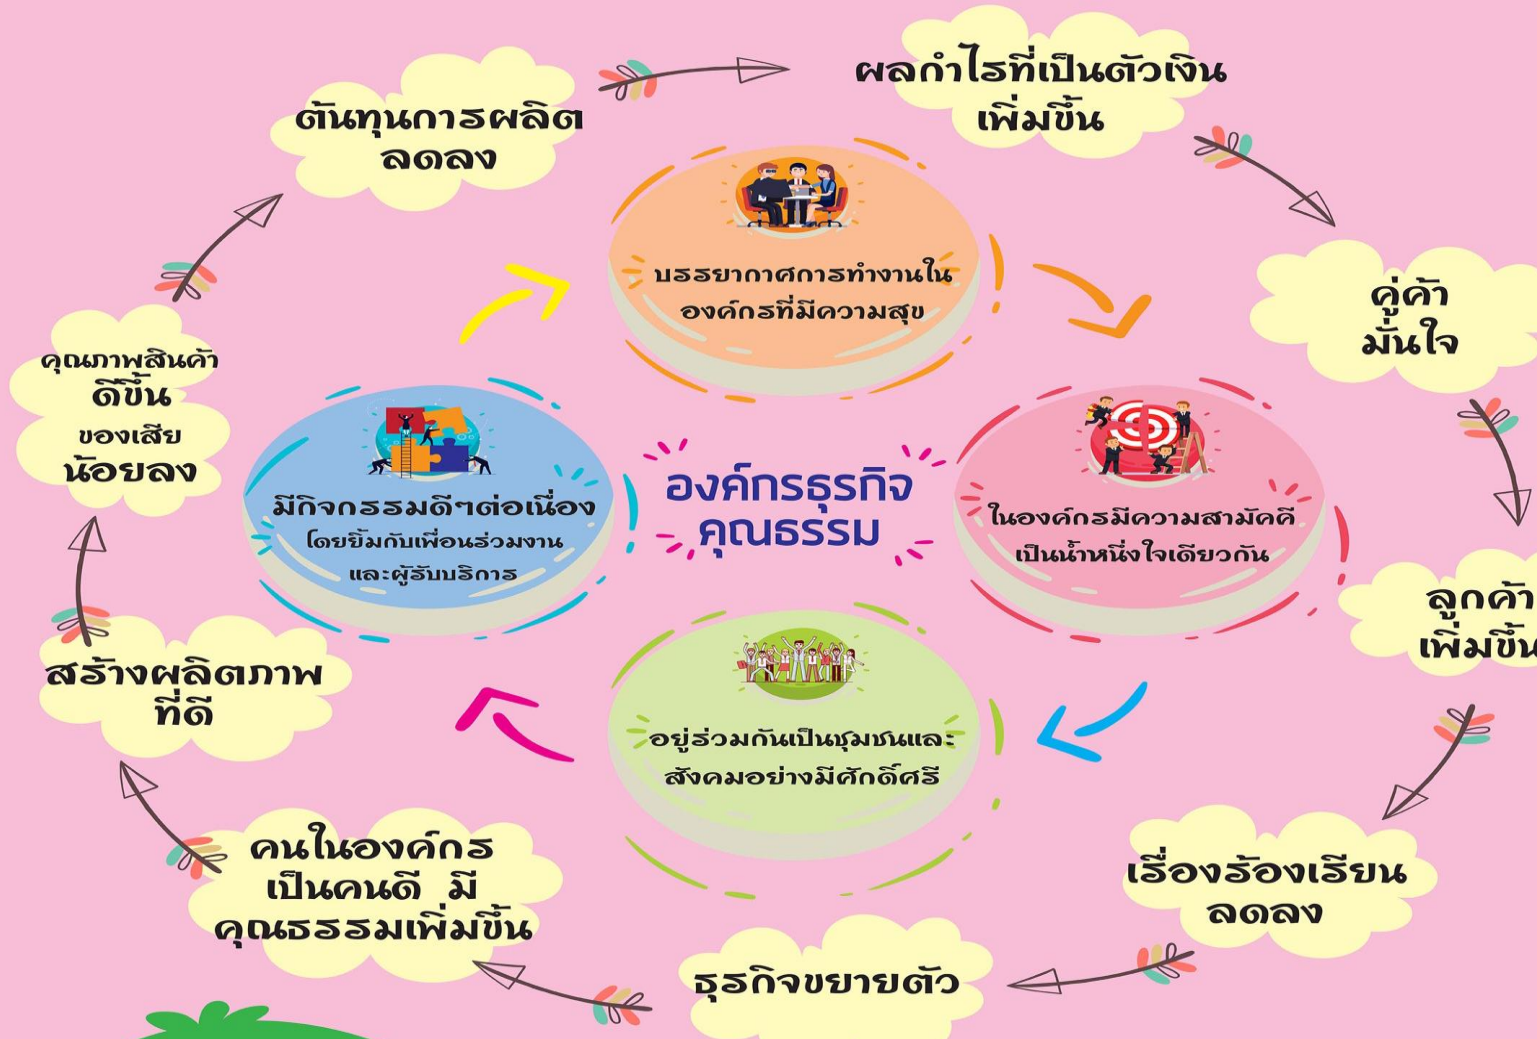 ผลกำไรที่เป็นตัวเงิน
เพิ่มขึ้น
ต้นทุนการผลิต
ลดลง
บรรยากาศการทำงานใน
องค์กรที่มีความสุข
คู่ค้า
มั่นใจ
คุณภาพสินค้า
ดีขึ้น
ของเสีย
น้อยลง
มีกิจกรรมดีๆต่อเนื่อง
โดยยิ้มกับเพื่อนร่วมงาน
และผู้รับบริการ
องค์กรธุรกิจ
คุณธรรม
ในองค์กรมีความสามัคคี
เป็นน้ำหนึ่งใจเดียวกัน
ลูกค้า
เพิ่มขึ้น
สร้างผลิตภาพ
ที่ดี
อยู่ร่วมกันเป็นชุมชนและ
สังคมอย่างมีศักดิ์ศรี
คนในองค์กร
เป็นคนดี มี
คุณธรรมเพิ่มขึ้น
เรื่องร้องเรียน
ลดลง
ธุรกิจขยายตัว